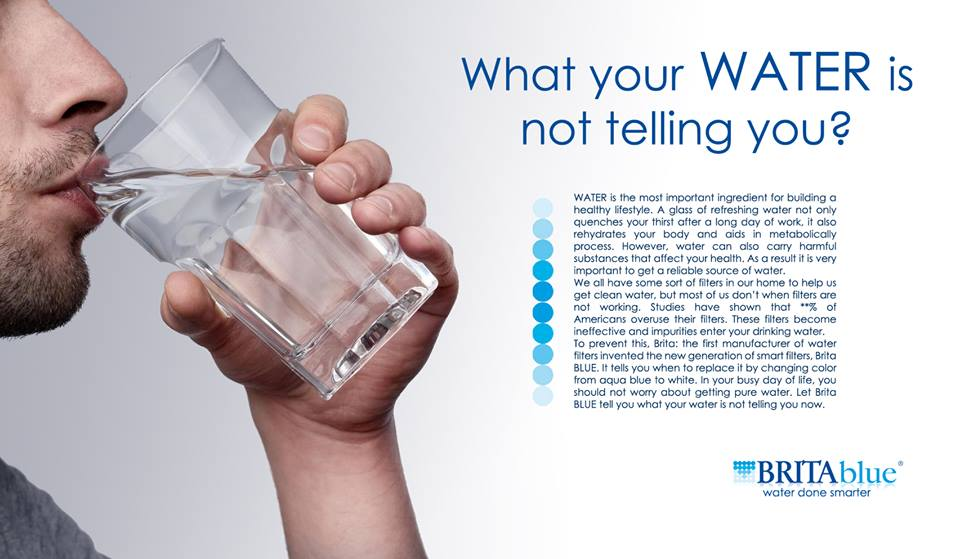 What your WATER is
not telling you?
WATER is the most important ingredient for building a
healthy lifestyle. A glass of refreshing water not only
quenches your thirst after a long day of work, it also
rehydrates your body and aids in metabolically
process. However, water can also carry harmful
substances that affect your health. As a result it is very
important to get a reliable source of water.
We all have some sort of filters in our home to help us
get clean water, but most of us don’t when filters are
not working. Studies have shown that **% of
Americans overuse their filters. These filters become
ineffective and impurities enter your drinking water.
To prevent this, Brita: the first manufacturer of water
filters invented the new generation of smart filters, Brita
BLUE. It tells you when to replace it by changing color
from aqua blue to white. In your busy day of life, you
should not worry about getting pure water. Let Brita
BLUE tell you what your water is not telling you now.
BRITAblue®
water done smarter